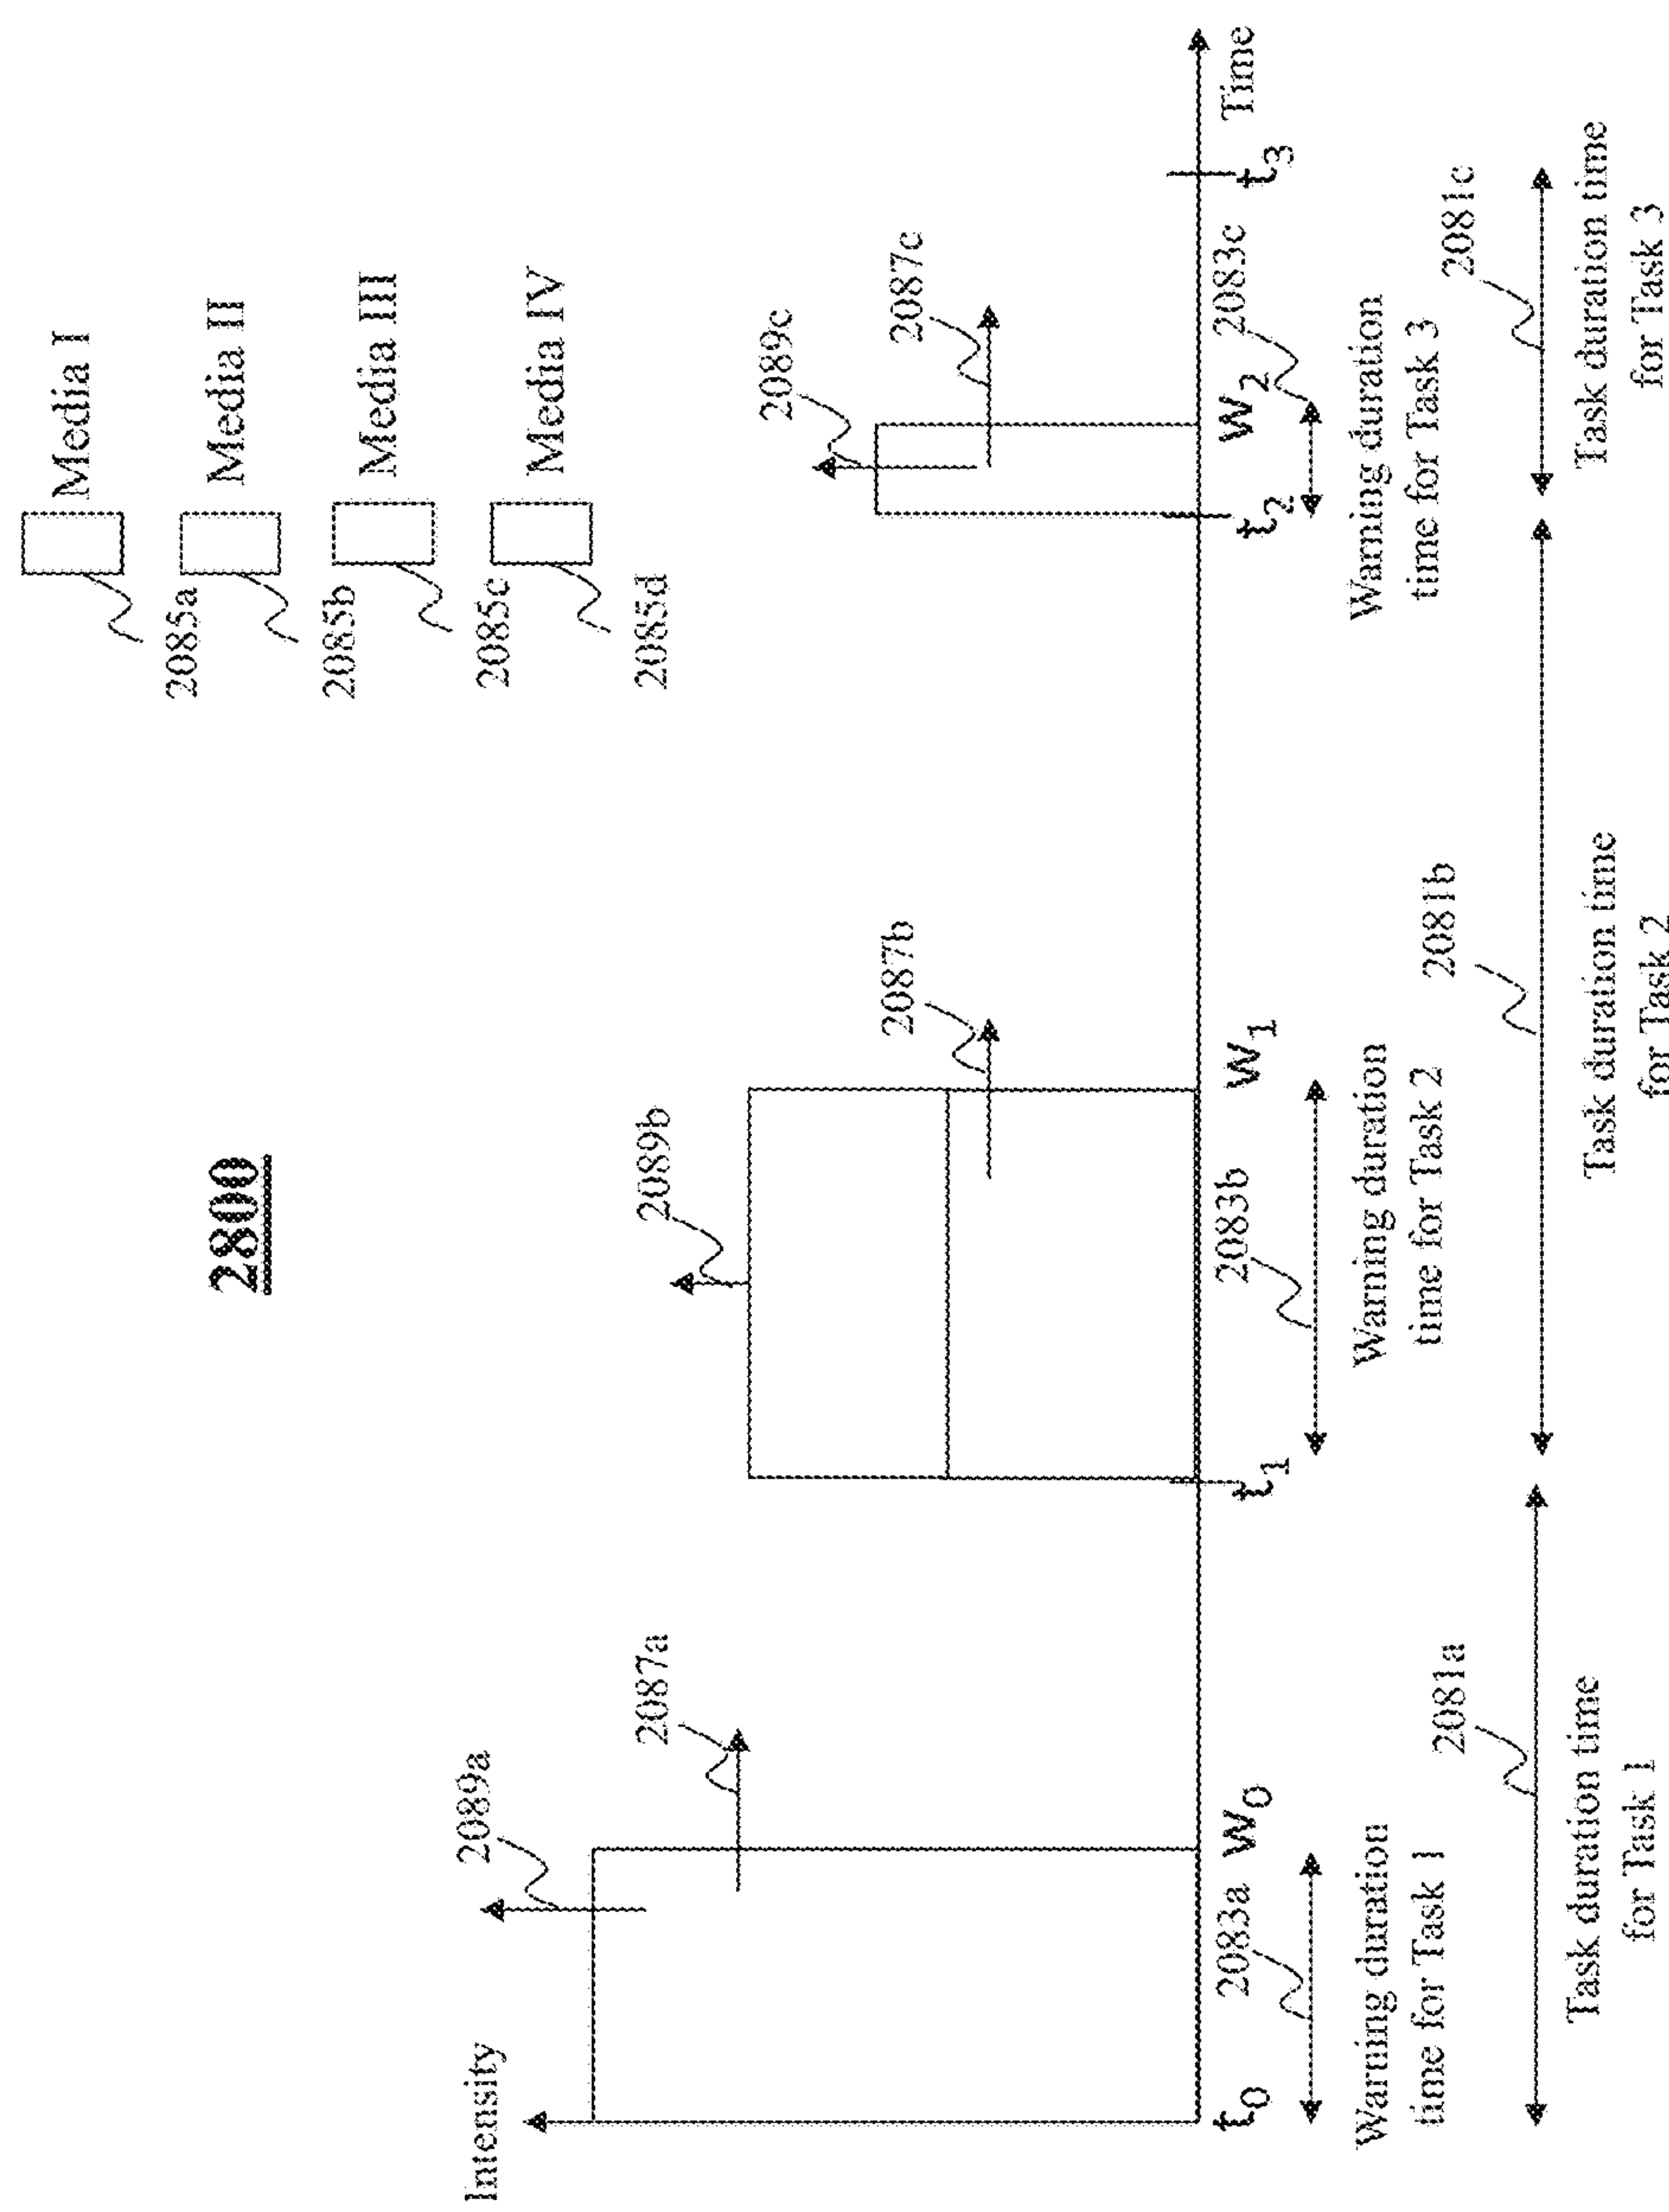 2800
Media I
2085a
Media II
2085b
Media III
2085c
Media IV
2085d
Intensity
2089a
2087a
2089b
2087b
2089c
2087c
Time
t0
2083a
W0
t1
2083b
W1
t2
W2
2083c
t3
Warning duration
time for Task 1
Warning duration
time for Task 2
Warning duration
time for Task 3
2081a
2081b
2081c
Task duration time
for Task 1
Task duration time
for Task 2
Task duration time
for Task 3